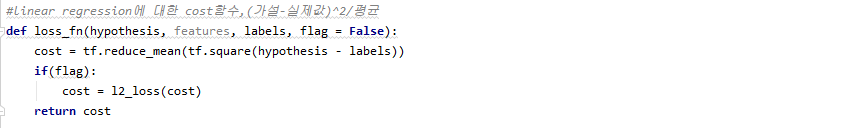 #linear regression에 대한 cost함수,(가설-실제값)^2/평균
def loss_fn(hypothesis, features, labels, flag = False):
    cost = tf.reduce_mean(tf.square(hypothesis - labels))
    if(flag):
        cost = l2_loss(cost)
    return cost